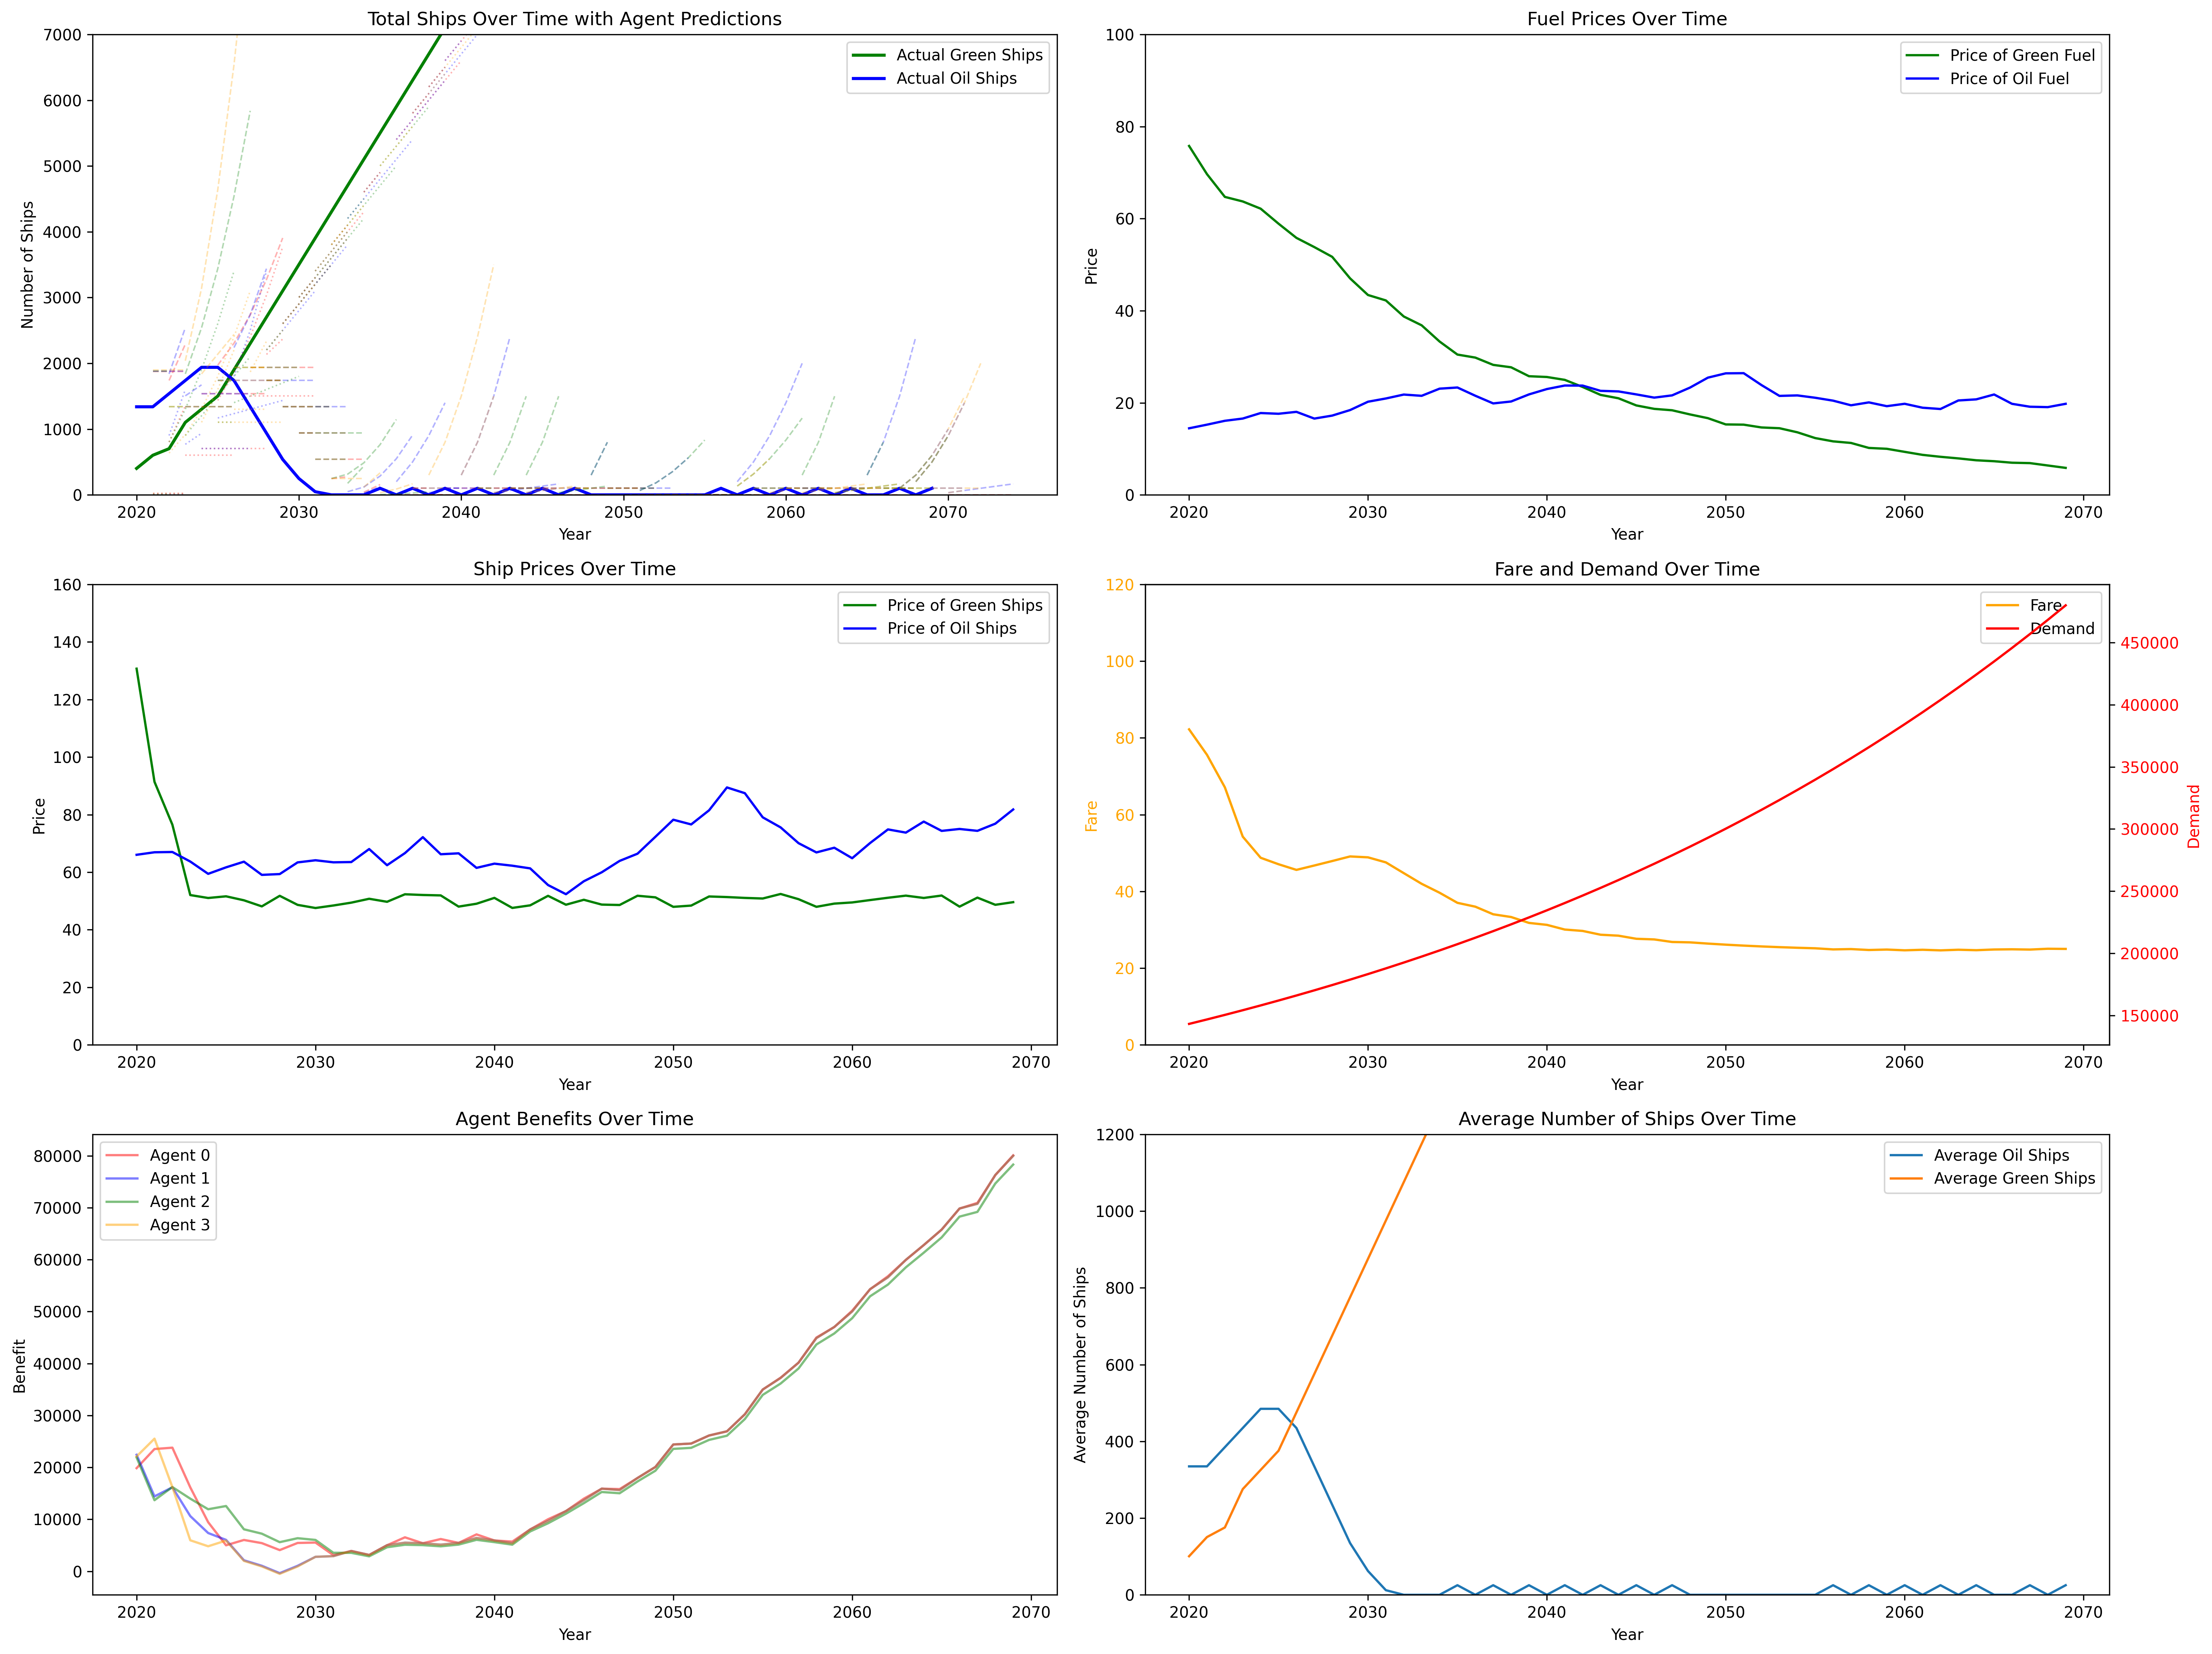 Total Ships Over Time with Agent Predictions
7000
6000
5000
4000
3000
2000
1000
0
Number of Ships
Actual Green Ships
Actual Oil Ships
2020 2030 2040 2050 2060 2070
Year
Fuel Prices Over Time
100
80
60
40
20
0
Price
Price of Green Fuel
Price of Oil Fuel
2020 2030 2040 2050 2060 2070
Year
Ship Prices Over Time
160
140
120
100
80
60
40
20
0
Price
Price of Green Ships
Price of Oil Ships
2020 2030 2040 2050 2060 2070
Year
Fare and Demand Over Time
120
100
80
60
40
20
0
Fare
Fare
Demand
450000
400000
350000
300000
250000
200000
150000
Demand
2020 2030 2040 2050 2060 2070
Year
Agent Benefits Over Time
80000
70000
60000
50000
40000
30000
20000
10000
0
Benefit
Agent 0
Agent 1
Agent 2
Agent 3
2020 2030 2040 2050 2060 2070
Year
Average Number of Ships Over Time
1200
1000
800
600
400
200
0
Average Number of Ships
Average Oil Ships
Average Green Ships
2020 2030 2040 2050 2060 2070
Year